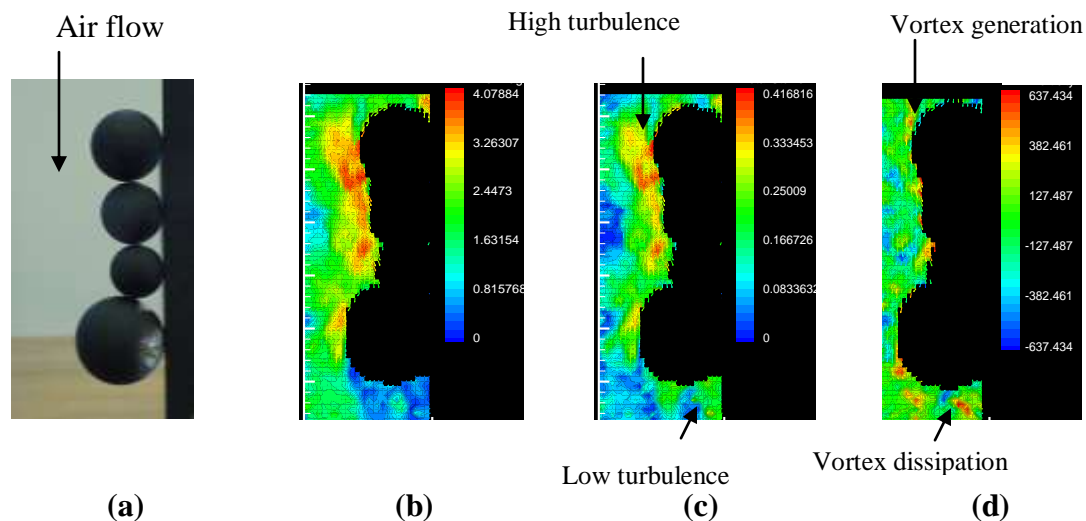 Air flow
High turbulence
Vortex generation
4.07884
3.26307
2.4473
1.63154
0.815768
0
0.416816
0.333453
0.25009
0.166726
0.0833632
0
637.434
382.461
127.487
-127.487
-382.461
-637.434
Low turbulence
Vortex dissipation
(a)
(b)
(c)
(d)